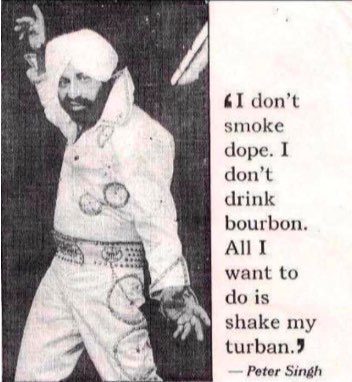 “I don't
smoke
dope. I
don't
drink
bourbon.
All I
want to
do is
shake my
turban.”
— Peter Singh